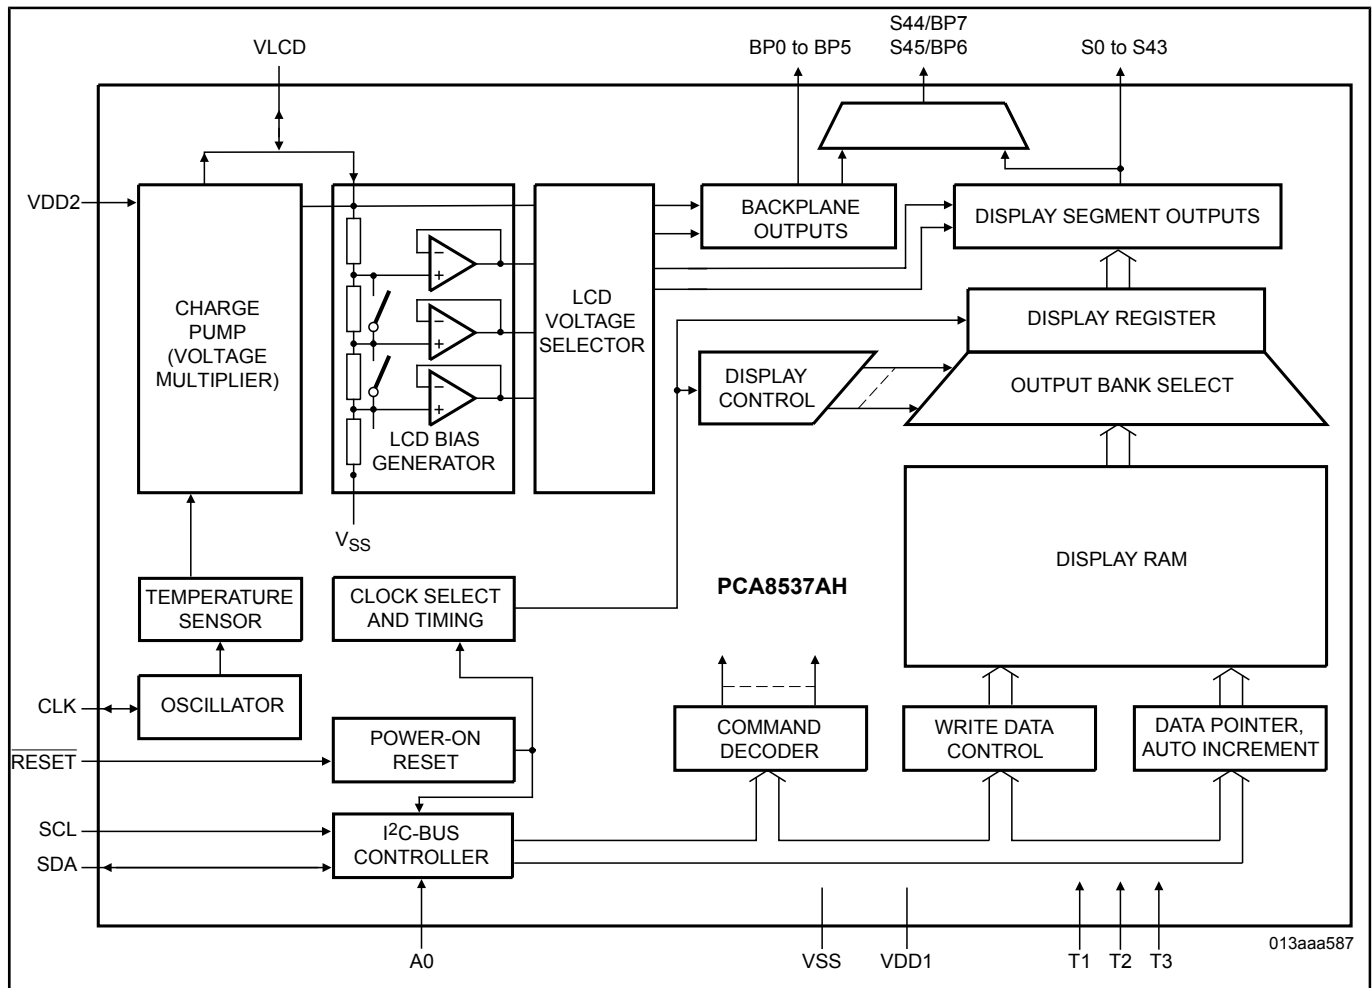 S44/BP7
VLCD
BP0 to BP5
S45/BP6
S0 to S43
VDD2
BACKPLANE
OUTPUTS
DISPLAY SEGMENT OUTPUTS
CHARGE
PUMP
(VOLTAGE
MULTIPLIER)
LCD
VOLTAGE
SELECTOR
DISPLAY REGISTER
DISPLAY
CONTROL
OUTPUT BANK SELECT
LCD BIAS
GENERATOR
VSS
DISPLAY RAM
PCA8537AH
TEMPERATURE
SENSOR
CLOCK SELECT
AND TIMING
CLK
OSCILLATOR
RESET
POWER-ON
RESET
COMMAND
DECODER
WRITE DATA
CONTROL
DATA POINTER,
AUTO INCREMENT
SCL
SDA
I2C-BUS
CONTROLLER
A0
VSS
VDD1
T1
T2
T3
013aaa587